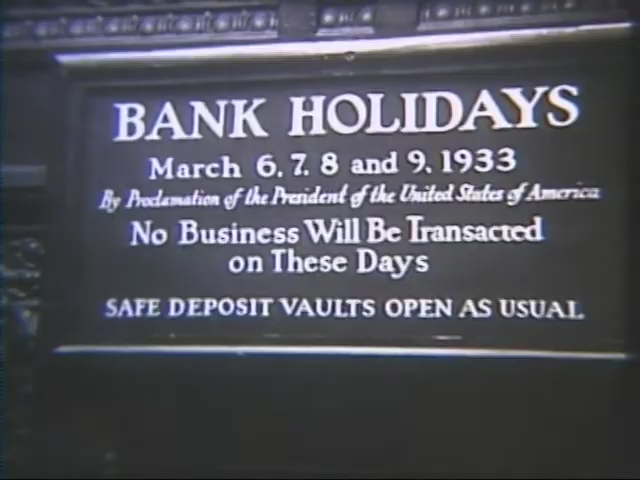 BANK HOLIDAYS
March 6, 7, 8 and 9, 1933
By Proclamation of the President of the United States of America
No Business Will Be Transacted
on These Days
SAFE DEPOSIT VAULTS OPEN AS USUAL